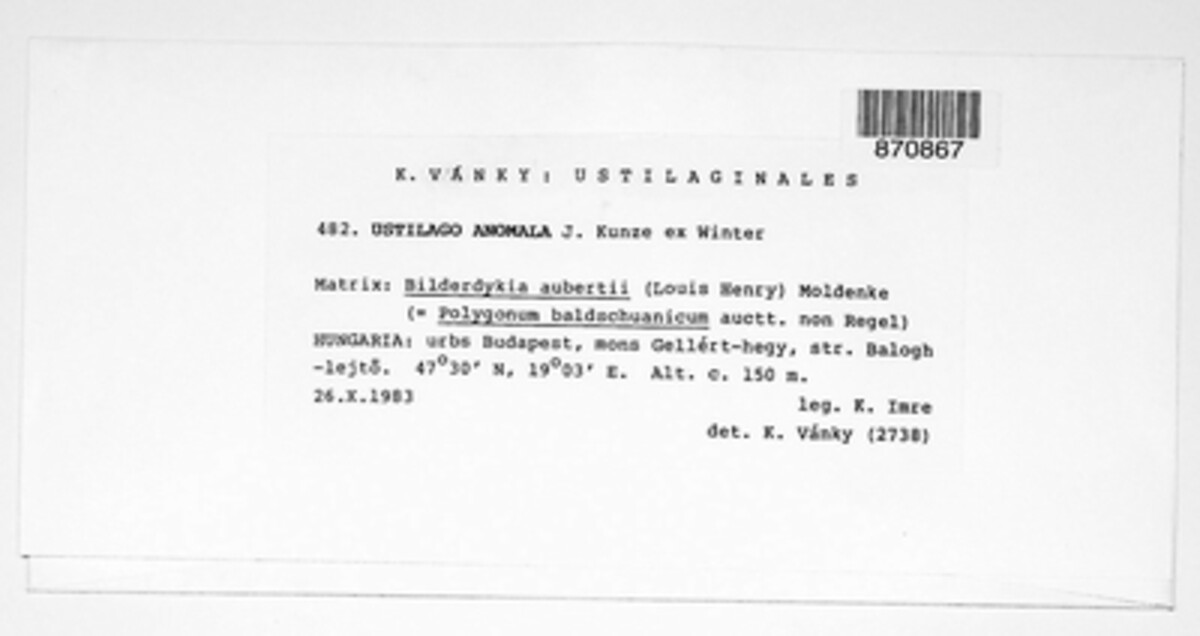 870867
K. VÁNKY: USTILAGINALES
482. USTILAGO ANOMALA J. Kunze ex Winter
Matrix: Bilderdykia aubertii (Louis Henry) Moldenke
(= Polygonum baldschuanicum auctt. non Regel)
HUNGARIA: urbs Budapest, mons Gellért-hegy, str. Balogh
-lejtő. 47°30' N, 19°03' E. Alt. c. 150 m.
26.X.1983
leg. K. Imre
det. K. Vánky (2738)